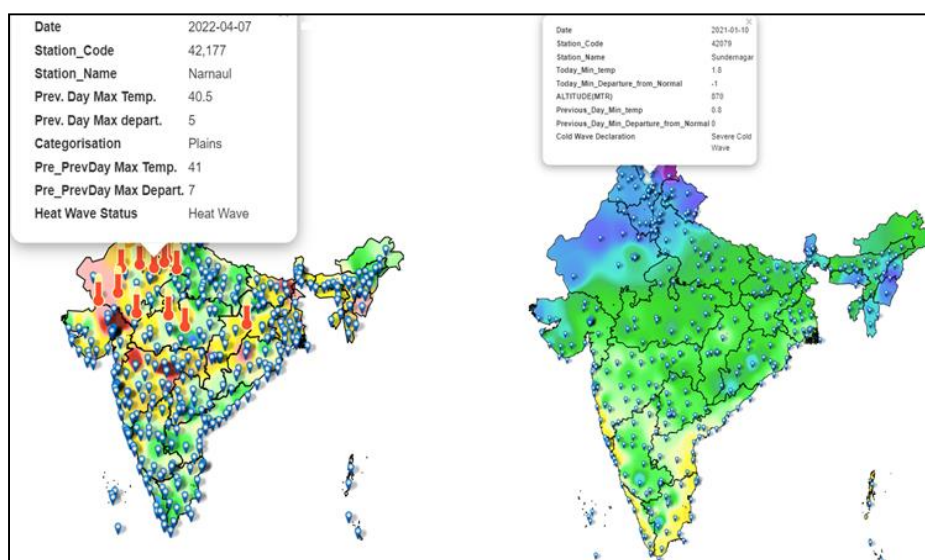 Date 2022-04-07
Station_Code 42,177
Station_Name Narnaul
Prev. Day Max Temp. 40.5
Prev. Day Max depart. 5
Categorisation Plains
Pre_PrevDay Max Temp. 41
Pre_PrevDay Max Depart. 7
Heat Wave Status Heat Wave
Date 2021-01-10
Station_Code 42079
Station_Name Sundernagar
Today_Min_temp 1.8
Today_Min_Departure_from_Normal -1
ALTITUDE(MTR) 870
Previous_Day_Min_temp 0.8
Previous_Day_Min_Departure_from_Normal 0
Cold Wave Declaration Severe Cold
Wave